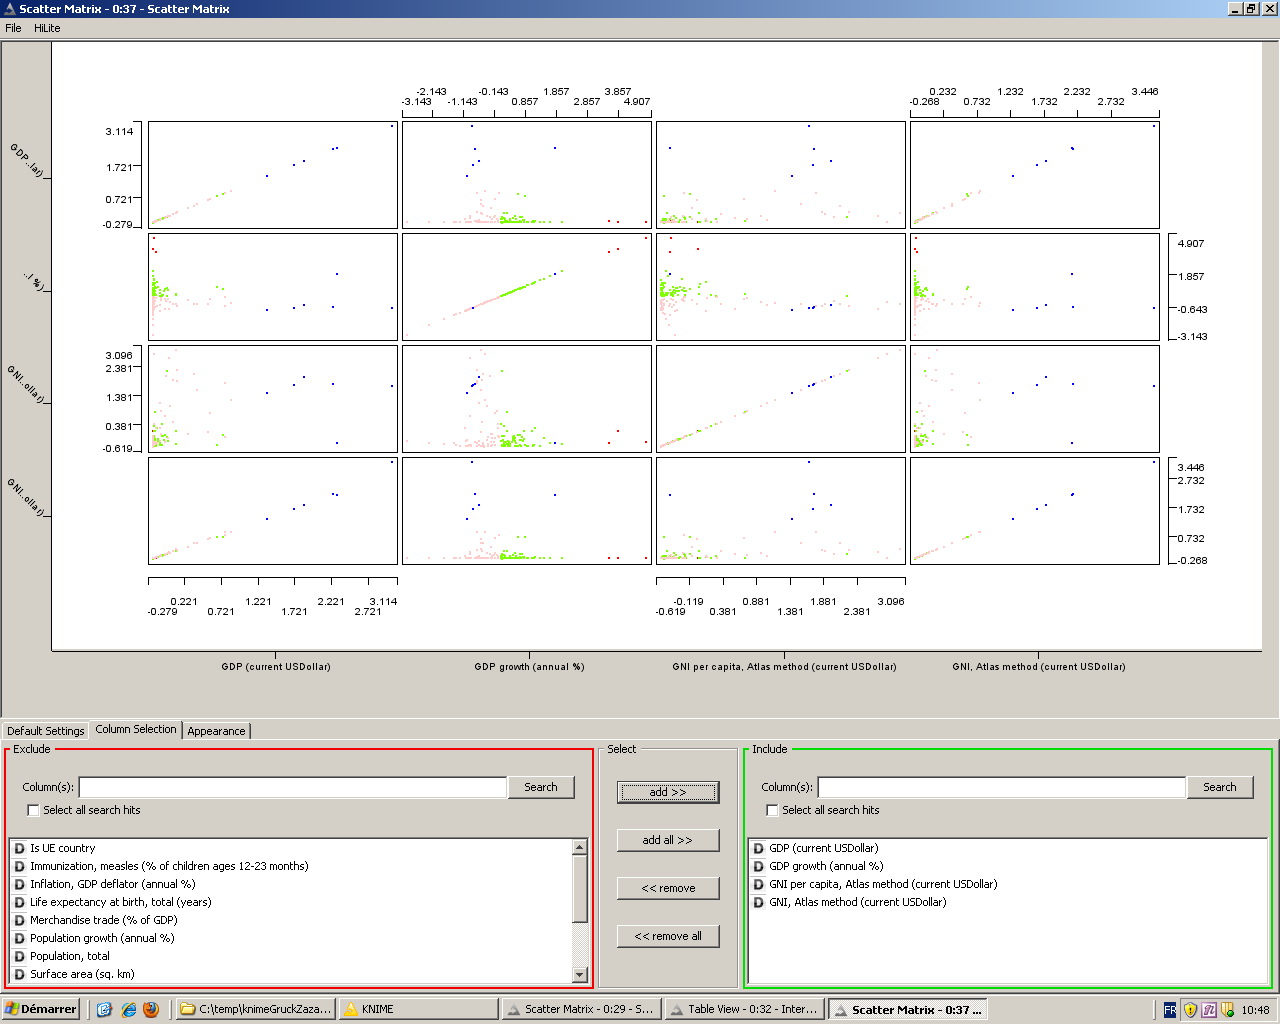 Scatter Matrix - 0:37 - Scatter Matrix
File HiLite
-2.143 -0.143 1.857 3.857
-3.143 -1.143 0.857 2.857 4.907
0.232 1.232 2.232 3.446
-0.268 0.732 1.732 2.732
GDP..lar)
3.114
1.721
0.721
-0.279
..l %)
4.907
1.857
-0.643
-3.143
GNI..ollar)
3.096
2.381
1.381
0.381
-0.619
GNI..ollar)
3.446
2.732
1.732
0.732
-0.268
0.221 1.221 2.221 3.114
-0.279 0.721 1.721 2.721
-0.119 0.881 1.881 3.096
-0.619 0.381 1.381 2.381
GDP (current USDollar) GDP growth (annual %) GNI per capita, Atlas method (current USDollar) GNI, Atlas method (current USDollar)
Default Settings Column Selection Appearance
Exclude
Column(s): Search
Select all search hits
Is UE country
Immunization, measles (% of children ages 12-23 months)
Inflation, GDP deflator (annual %)
Life expectancy at birth, total (years)
Merchandise trade (% of GDP)
Population growth (annual %)
Population, total
Surface area (sq. km)
Select
add >>
add all >>
<< remove
<< remove all
Include
Column(s): Search
Select all search hits
GDP (current USDollar)
GDP growth (annual %)
GNI per capita, Atlas method (current USDollar)
GNI, Atlas method (current USDollar)
Démarrer C:\temp\knimeGruckZaza... KNIME Scatter Matrix - 0:29 - S... Table View - 0:32 - Inter... Scatter Matrix - 0:37 ... FR 10:48